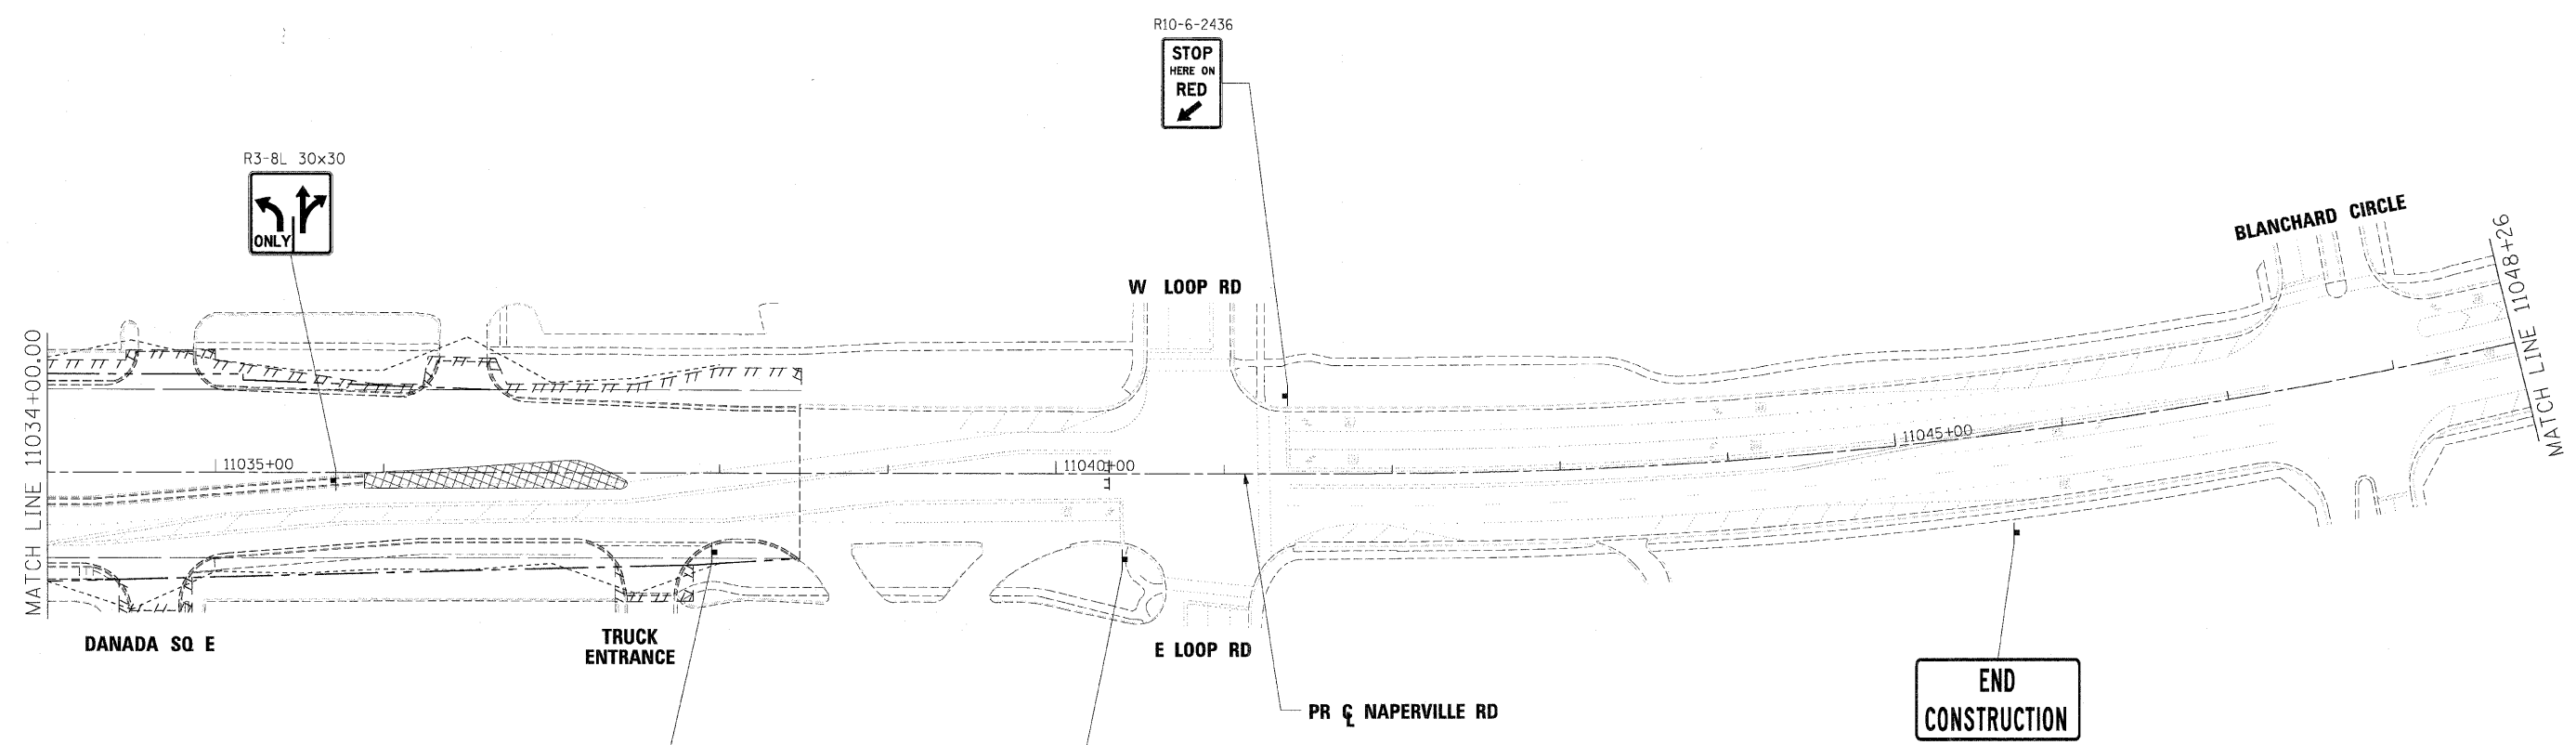 R10-6-2436
STOP
HERE ON
RED
R3-8L 30x30
ONLY
BLANCHARD CIRCLE
W LOOP RD
MATCH LINE 11034+00.00
MATCH LINE 11048+26
11035+00
11040+00
11045+00
DANADA SQ E
TRUCK
ENTRANCE
E LOOP RD
PR ℄ NAPERVILLE RD
END
CONSTRUCTION